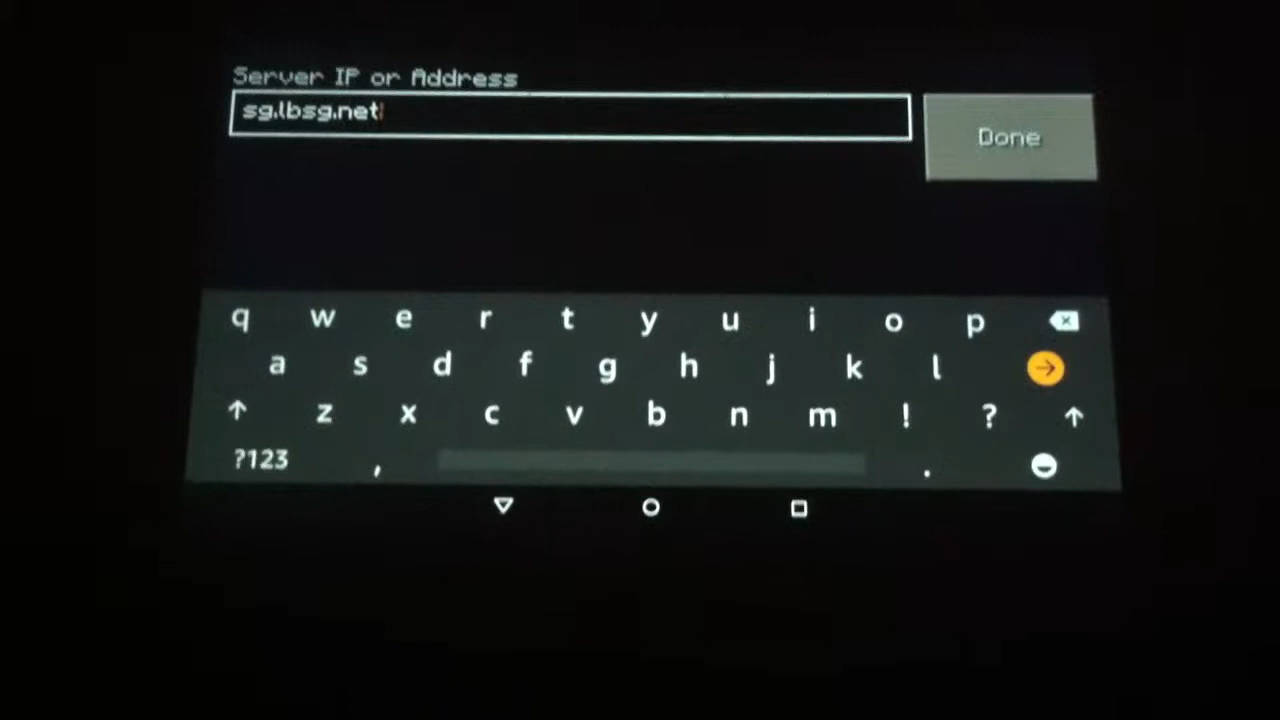 Server IP or Address
sg.lbsg.net
Done
q w e r t y u i o p
a s d f g h j k l
z x c v b n m ! ?
?123 , .